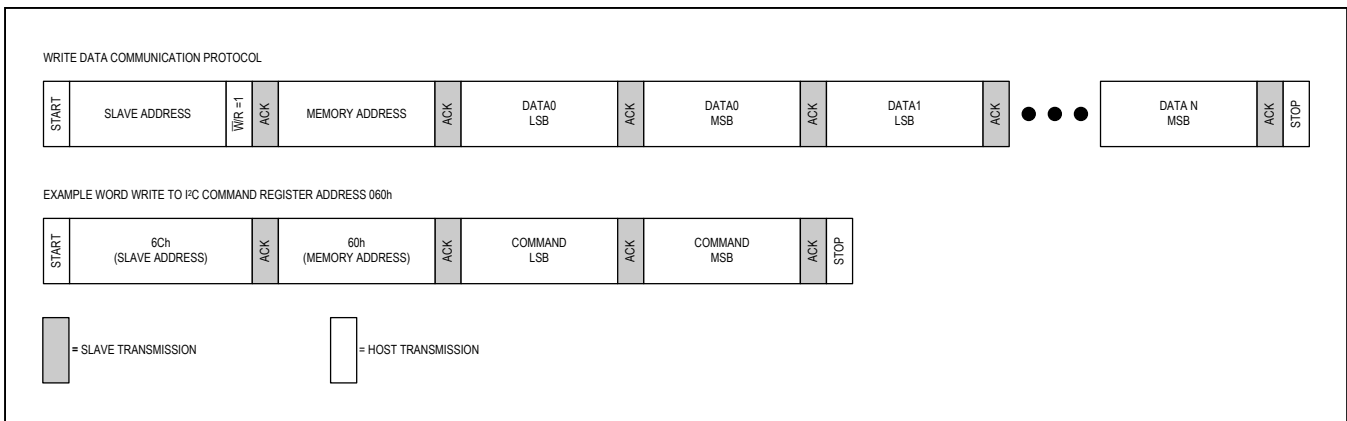 WRITE DATA COMMUNICATION PROTOCOL
START
SLAVE ADDRESS
W̅/R =1
ACK
MEMORY ADDRESS
ACK
DATA0
LSB
ACK
DATA0
MSB
ACK
DATA1
LSB
ACK
DATA N
MSB
ACK
STOP
EXAMPLE WORD WRITE TO I²C COMMAND REGISTER ADDRESS 060h
START
6Ch
(SLAVE ADDRESS)
ACK
60h
(MEMORY ADDRESS)
ACK
COMMAND
LSB
ACK
COMMAND
MSB
ACK
STOP
= SLAVE TRANSMISSION
= HOST TRANSMISSION